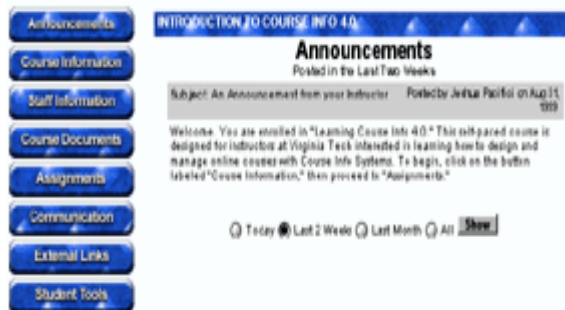 Announcements
Course Information
Staff Information
Course Documents
Assignments
Communication
External Links
Student Tools
INTRODUCTION TO COURSE INFO 4.0
Announcements
Posted in the Last Two Weeks
Subject: An Announcement from your Instructor Posted by Joshua on Aug 31,
1999
Welcome. You are enrolled in "Learning Course Info 4.0." This self-paced course is
designed for instructors at Virginia Tech interested in learning how to design and
manage online courses with Course Info Systems. To begin, click on the button
labeled "Course Information," then proceed to "Assignments."
Today Last 2 Weeks Last Month All Show